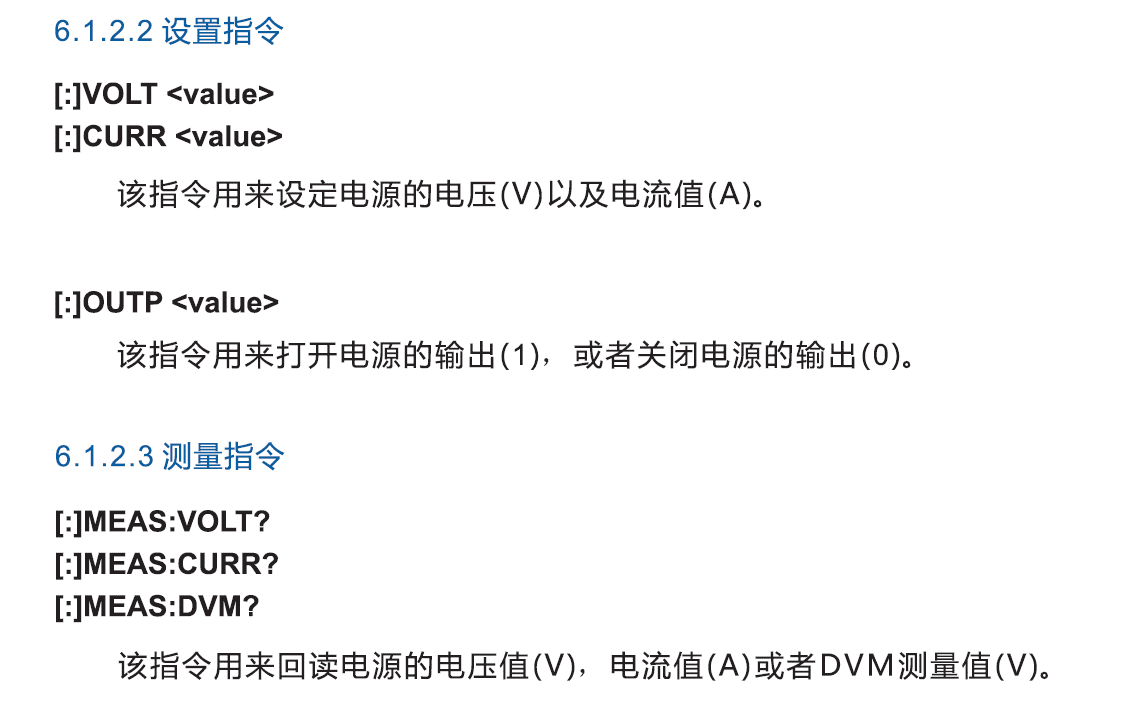 6.1.2.2 设置指令
[:]VOLT <value>
[:]CURR <value>
该指令用来设定电源的电压(V)以及电流值(A)。
[:]OUTP <value>
该指令用来打开电源的输出(1)，或者关闭电源的输出(0)。
6.1.2.3 测量指令
[:]MEAS:VOLT?
[:]MEAS:CURR?
[:]MEAS:DVM?
该指令用来回读电源的电压值(V)，电流值(A)或者DVM测量值(V)。